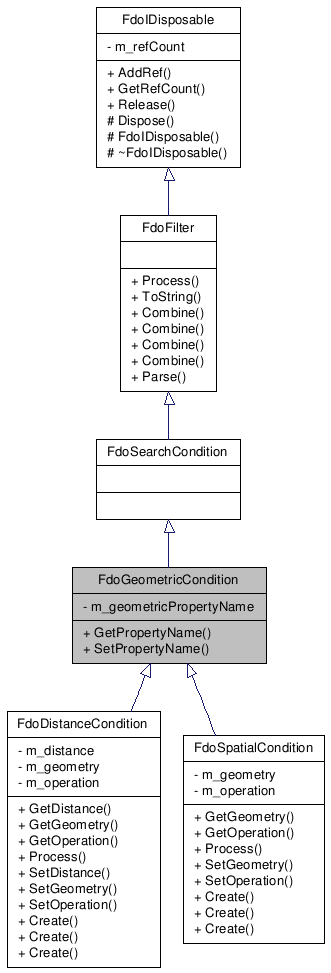 FdoIDisposable
- m_refCount
+ AddRef()
+ GetRefCount()
+ Release()
# Dispose()
# FdoIDisposable()
# ~FdoIDisposable()
FdoFilter
+ Process()
+ ToString()
+ Combine()
+ Combine()
+ Combine()
+ Combine()
+ Parse()
FdoSearchCondition
FdoGeometricCondition
- m_geometricPropertyName
+ GetPropertyName()
+ SetPropertyName()
FdoDistanceCondition
- m_distance
- m_geometry
- m_operation
+ GetDistance()
+ GetGeometry()
+ GetOperation()
+ Process()
+ SetDistance()
+ SetGeometry()
+ SetOperation()
+ Create()
+ Create()
+ Create()
FdoSpatialCondition
- m_geometry
- m_operation
+ GetGeometry()
+ GetOperation()
+ Process()
+ SetGeometry()
+ SetOperation()
+ Create()
+ Create()
+ Create()